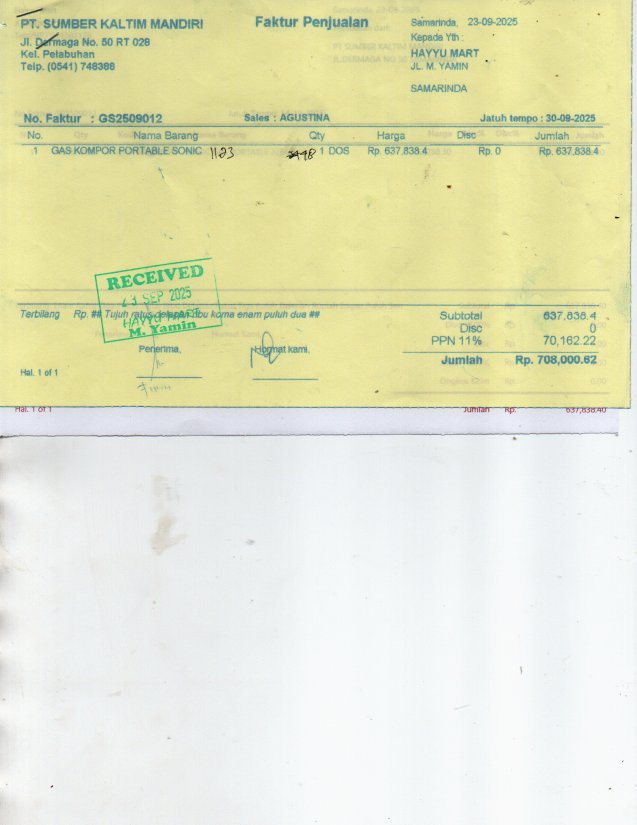 PT. SUMBER KALTIM MANDIRI
Jl. Dermaga No. 50 RT 028
Kel. Pelabuhan
Telp. (0541) 748386
Faktur Penjualan
Samarinda, 23-09-2025
Kepada Yth :
HAYYU MART
JL. M. YAMIN
SAMARINDA
No. Faktur : GS2509012 Sales : AGUSTINA Jatuh tempo : 30-09-2025
No. Nama Barang Qty Harga Disc Jumlah
1 GAS KOMPOR PORTABLE SONIC 1123 1 DOS Rp. 637,838.4 Rp. 0 Rp. 637,838.4
RECEIVED
23 SEP 2025
HAYYU MART
M. Yamin
Terbilang Rp. ## Tujuh ratus delapan ribu koma enam puluh dua ##
Subtotal 637,838.4
Disc 0
PPN 11% 70,162.22
Jumlah Rp. 708,000.62
Penerima, Hormat kami,
Hal. 1 of 1
Hal. 1 of 1 Jumlah Rp. 637,838.40